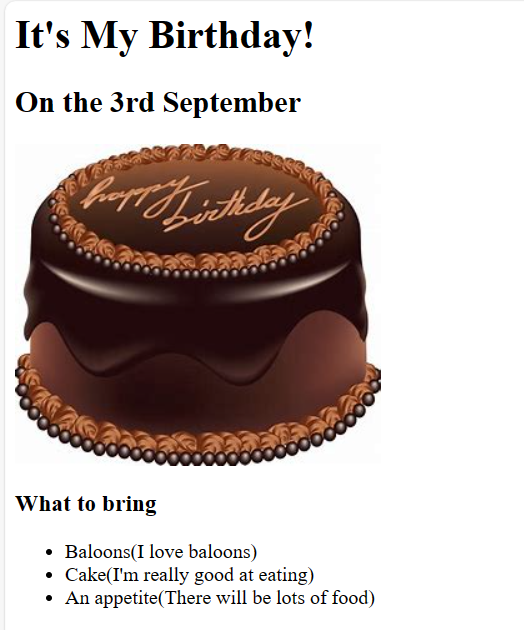 It's My Birthday!
On the 3rd September
happy
birthday
What to bring
Baloons(I love baloons)
Cake(I'm really good at eating)
An appetite(There will be lots of food)